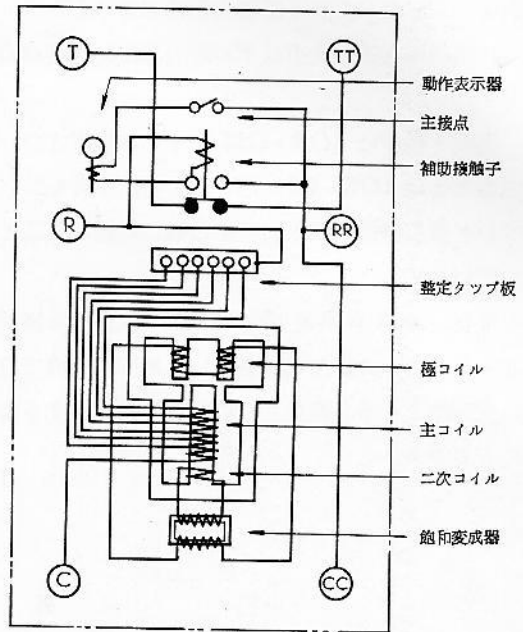 T
TT
動作表示器
主接点
補助接触子
R
RR
整定タップ板
極コイル
主コイル
二次コイル
飽和変成器
C
CC